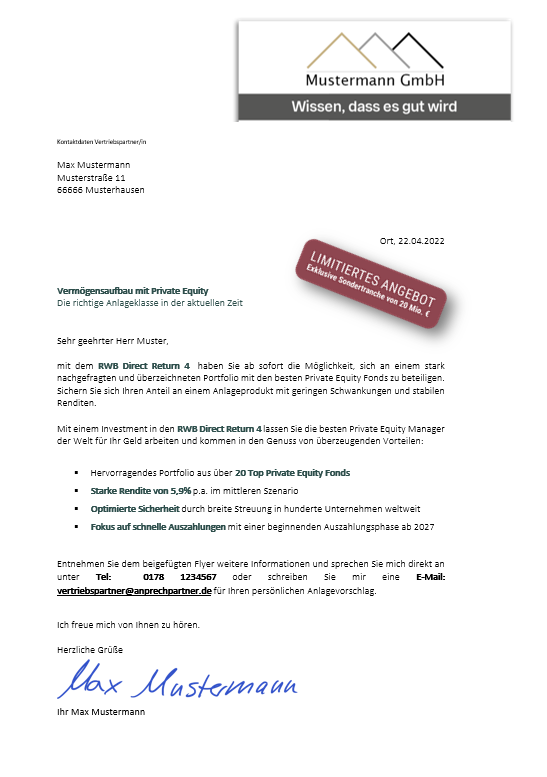 Mustermann GmbH
Wissen, dass es gut wird
Kontaktdaten Vertriebspartner/in
Max Mustermann
Musterstraße 11
66666 Musterhausen
Ort, 22.04.2022
LIMITIERTES ANGEBOT
Exklusive Sondertranche von 20 Mio. €
Vermögensaufbau mit Private Equity
Die richtige Anlageklasse in der aktuellen Zeit
Sehr geehrter Herr Muster,
mit dem RWB Direct Return 4 haben Sie ab sofort die Möglichkeit, sich an einem stark
nachgefragten und überzeichneten Portfolio mit den besten Private Equity Fonds zu beteiligen.
Sichern Sie sich Ihren Anteil an einem Anlageprodukt mit geringen Schwankungen und stabilen
Renditen.
Mit einem Investment in den RWB Direct Return 4 lassen Sie die besten Private Equity Manager
der Welt für Ihr Geld arbeiten und kommen in den Genuss von überzeugenden Vorteilen:
▪ Hervorragendes Portfolio aus über 20 Top Private Equity Fonds
▪ Starke Rendite von 5,9% p.a. im mittleren Szenario
▪ Optimierte Sicherheit durch breite Streuung in hunderte Unternehmen weltweit
▪ Fokus auf schnelle Auszahlungen mit einer beginnenden Auszahlungsphase ab 2027
Entnehmen Sie dem beigefügten Flyer weitere Informationen und sprechen Sie mich direkt an
unter Tel: 0178 1234567 oder schreiben Sie mir eine E-Mail:
vertriebspartner@anprechpartner.de für Ihren persönlichen Anlagevorschlag.
Ich freue mich von Ihnen zu hören.
Herzliche Grüße
Max Mustermann
Ihr Max Mustermann